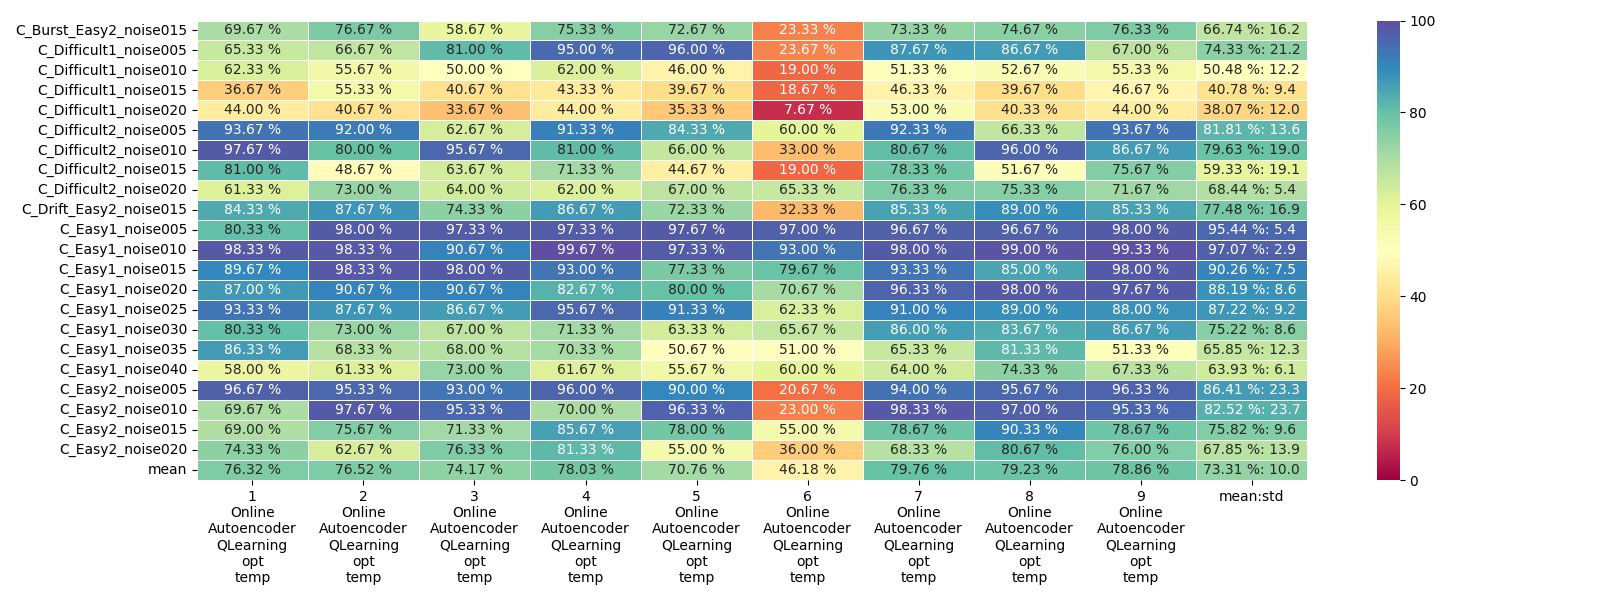 C_Burst_Easy2_noise015 69.67 % 76.67 % 58.67 % 75.33 % 72.67 % 23.33 % 73.33 % 74.67 % 76.33 % 66.74 %: 16.2 100
C_Difficult1_noise005 65.33 % 66.67 % 81.00 % 95.00 % 96.00 % 23.67 % 87.67 % 86.67 % 67.00 % 74.33 %: 21.2
C_Difficult1_noise010 62.33 % 55.67 % 50.00 % 62.00 % 46.00 % 19.00 % 51.33 % 52.67 % 55.33 % 50.48 %: 12.2
C_Difficult1_noise015 36.67 % 55.33 % 40.67 % 43.33 % 39.67 % 18.67 % 46.33 % 39.67 % 46.67 % 40.78 %: 9.4
C_Difficult1_noise020 44.00 % 40.67 % 33.67 % 44.00 % 35.33 % 7.67 % 53.00 % 40.33 % 44.00 % 38.07 %: 12.0 80
C_Difficult2_noise005 93.67 % 92.00 % 62.67 % 91.33 % 84.33 % 60.00 % 92.33 % 66.33 % 93.67 % 81.81 %: 13.6
C_Difficult2_noise010 97.67 % 80.00 % 95.67 % 81.00 % 66.00 % 33.00 % 80.67 % 96.00 % 86.67 % 79.63 %: 19.0
C_Difficult2_noise015 81.00 % 48.67 % 63.67 % 71.33 % 44.67 % 19.00 % 78.33 % 51.67 % 75.67 % 59.33 %: 19.1
C_Difficult2_noise020 61.33 % 73.00 % 64.00 % 62.00 % 67.00 % 65.33 % 76.33 % 75.33 % 71.67 % 68.44 %: 5.4
C_Drift_Easy2_noise015 84.33 % 87.67 % 74.33 % 86.67 % 72.33 % 32.33 % 85.33 % 89.00 % 85.33 % 77.48 %: 16.9 60
C_Easy1_noise005 80.33 % 98.00 % 97.33 % 97.33 % 97.67 % 97.00 % 96.67 % 96.67 % 98.00 % 95.44 %: 5.4
C_Easy1_noise010 98.33 % 98.33 % 90.67 % 99.67 % 97.33 % 93.00 % 98.00 % 99.00 % 99.33 % 97.07 %: 2.9
C_Easy1_noise015 89.67 % 98.33 % 98.00 % 93.00 % 77.33 % 79.67 % 93.33 % 85.00 % 98.00 % 90.26 %: 7.5
C_Easy1_noise020 87.00 % 90.67 % 90.67 % 82.67 % 80.00 % 70.67 % 96.33 % 98.00 % 97.67 % 88.19 %: 8.6 40
C_Easy1_noise025 93.33 % 87.67 % 86.67 % 95.67 % 91.33 % 62.33 % 91.00 % 89.00 % 88.00 % 87.22 %: 9.2
C_Easy1_noise030 80.33 % 73.00 % 67.00 % 71.33 % 63.33 % 65.67 % 86.00 % 83.67 % 86.67 % 75.22 %: 8.6
C_Easy1_noise035 86.33 % 68.33 % 68.00 % 70.33 % 50.67 % 51.00 % 65.33 % 81.33 % 51.33 % 65.85 %: 12.3
C_Easy1_noise040 58.00 % 61.33 % 73.00 % 61.67 % 55.67 % 60.00 % 64.00 % 74.33 % 67.33 % 63.93 %: 6.1
C_Easy2_noise005 96.67 % 95.33 % 93.00 % 96.00 % 90.00 % 20.67 % 94.00 % 95.67 % 96.33 % 86.41 %: 23.3 20
C_Easy2_noise010 69.67 % 97.67 % 95.33 % 70.00 % 96.33 % 23.00 % 98.33 % 97.00 % 95.33 % 82.52 %: 23.7
C_Easy2_noise015 69.00 % 75.67 % 71.33 % 85.67 % 78.00 % 55.00 % 78.67 % 90.33 % 78.67 % 75.82 %: 9.6
C_Easy2_noise020 74.33 % 62.67 % 76.33 % 81.33 % 55.00 % 36.00 % 68.33 % 80.67 % 76.00 % 67.85 %: 13.9
mean 76.32 % 76.52 % 74.17 % 78.03 % 70.76 % 46.18 % 79.76 % 79.23 % 78.86 % 73.31 %: 10.0 0
1 2 3 4 5 6 7 8 9 mean:std
Online Online Online Online Online Online Online Online Online
Autoencoder Autoencoder Autoencoder Autoencoder Autoencoder Autoencoder Autoencoder Autoencoder Autoencoder
QLearning QLearning QLearning QLearning QLearning QLearning QLearning QLearning QLearning
opt opt opt opt opt opt opt opt opt
temp temp temp temp temp temp temp temp temp